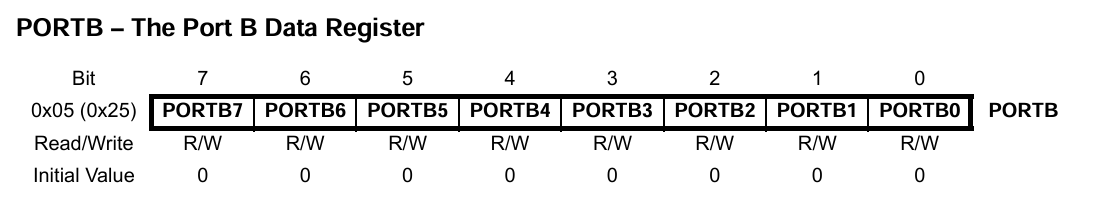 PORTB – The Port B Data Register
Bit 7 6 5 4 3 2 1 0
0x05 (0x25) PORTB7 PORTB6 PORTB5 PORTB4 PORTB3 PORTB2 PORTB1 PORTB0 PORTB
Read/Write R/W R/W R/W R/W R/W R/W R/W R/W
Initial Value 0 0 0 0 0 0 0 0